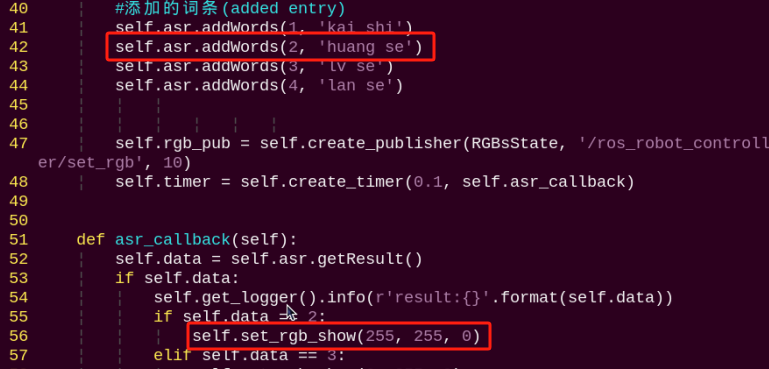 40 #添加的词条(added entry)
41 self.asr.addWords(1, 'kai shi')
42 self.asr.addWords(2, 'huang se')
43 self.asr.addWords(3, 'lv se')
44 self.asr.addWords(4, 'lan se')
45
46
47 self.rgb_pub = self.create_publisher(RGBsState, '/ros_robot_controll
er/set_rgb', 10)
48 self.timer = self.create_timer(0.1, self.asr_callback)
49
50
51 def asr_callback(self):
52 self.data = self.asr.getResult()
53 if self.data:
54 self.get_logger().info(r'result:{}'.format(self.data))
55 if self.data == 2:
56 self.set_rgb_show(255, 255, 0)
57 elif self.data == 3: